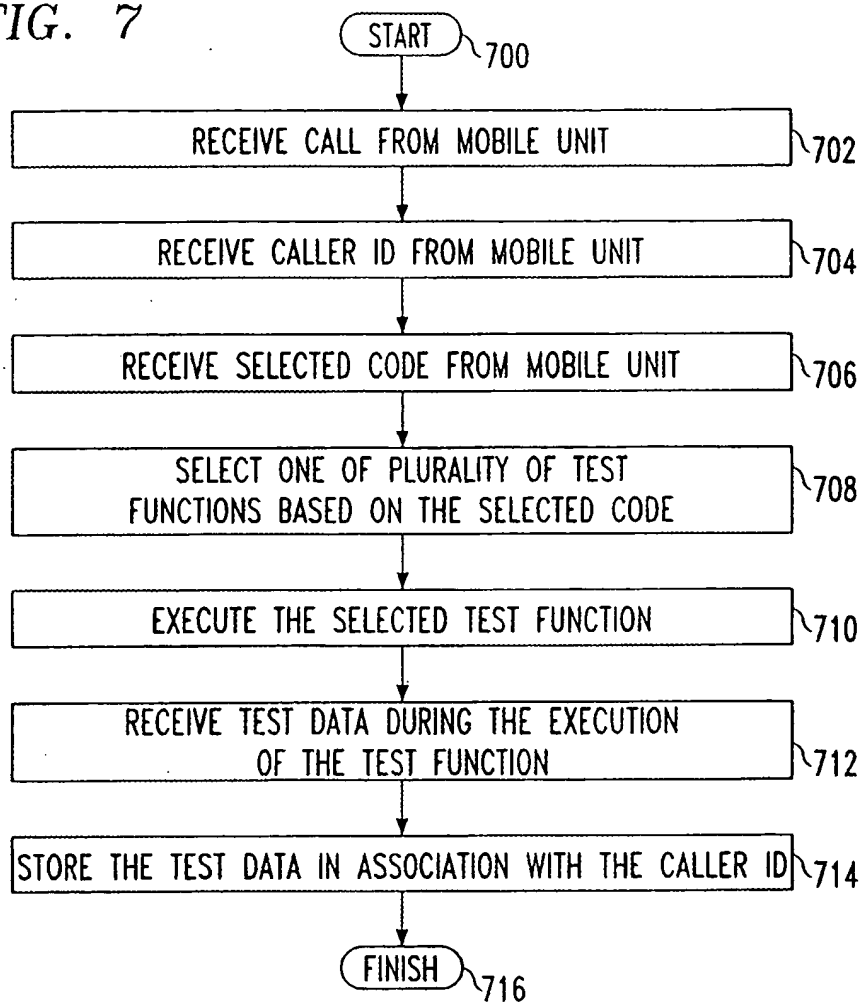 FIG. 7
START
700
RECEIVE CALL FROM MOBILE UNIT
702
RECEIVE CALLER ID FROM MOBILE UNIT
704
RECEIVE SELECTED CODE FROM MOBILE UNIT
706
SELECT ONE OF PLURALITY OF TEST
FUNCTIONS BASED ON THE SELECTED CODE
708
EXECUTE THE SELECTED TEST FUNCTION
710
RECEIVE TEST DATA DURING THE EXECUTION
OF THE TEST FUNCTION
712
STORE THE TEST DATA IN ASSOCIATION WITH THE CALLER ID
714
FINISH
716